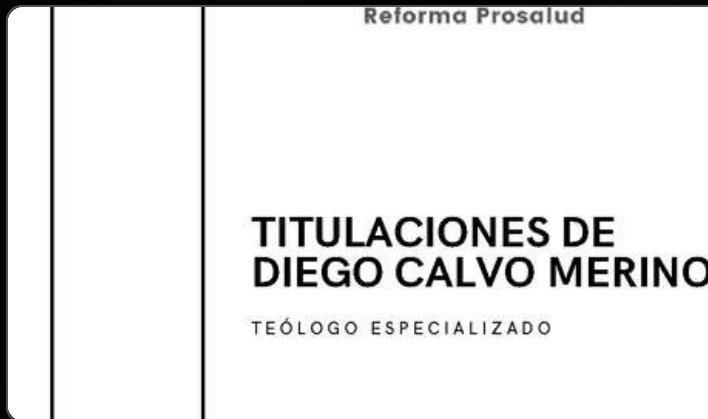 Reforma Prosalud
TITULACIONES DE
DIEGO CALVO MERINO
TEÓLOGO ESPECIALIZADO